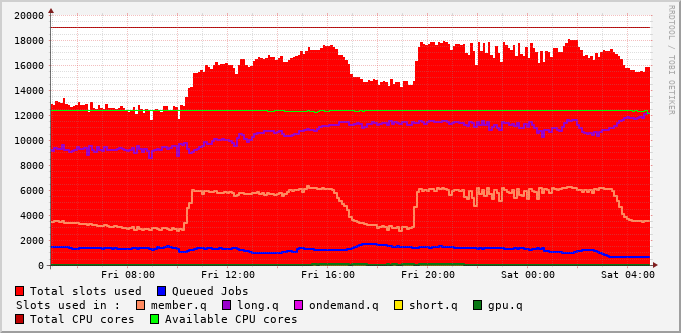 20000
18000
16000
14000
12000
10000
8000
6000
4000
2000
0
Fri 08:00 Fri 12:00 Fri 16:00 Fri 20:00 Sat 00:00 Sat 04:00
Total slots used Queued Jobs
Slots used in : member.q long.q ondemand.q short.q gpu.q
Total CPU cores Available CPU cores
RRDTOOL / TOBI OETIKER